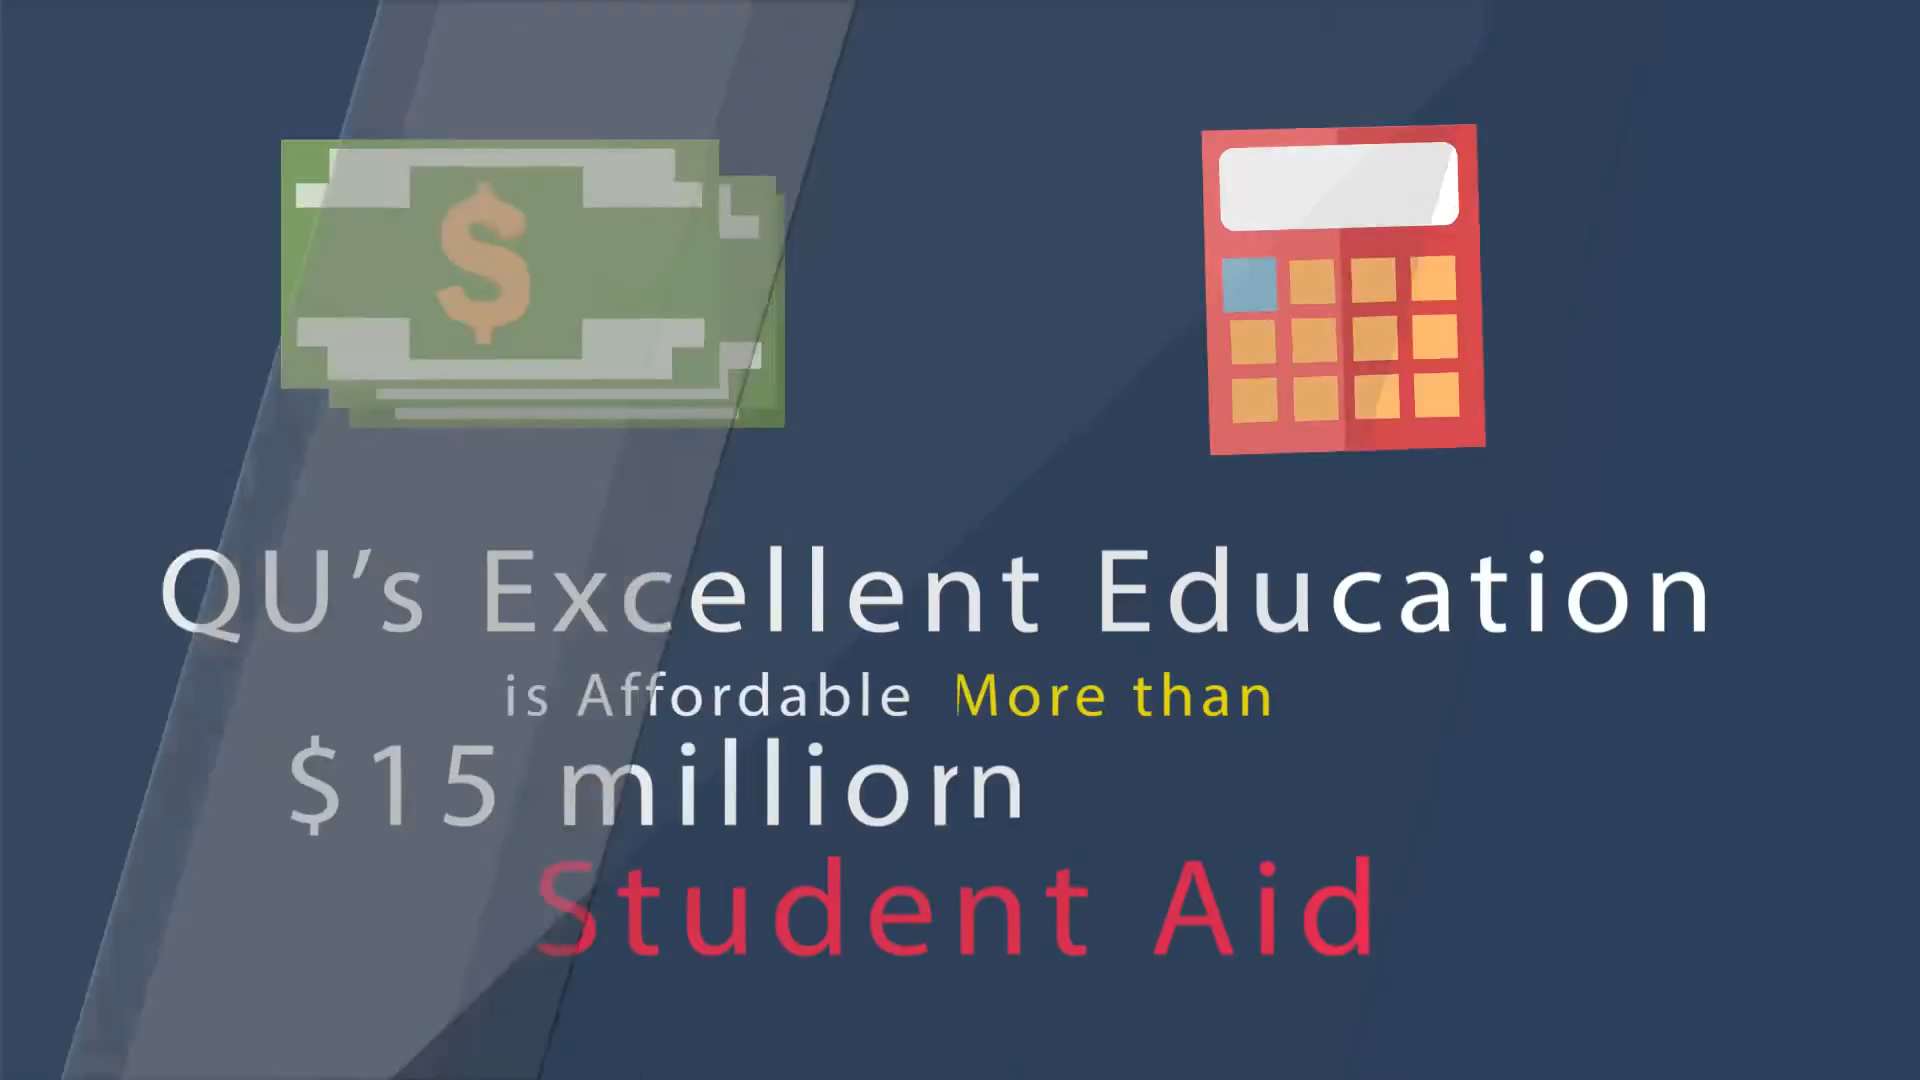 $
QU's Excellent Education
is Affordable More than
$15 milliorn
Student Aid